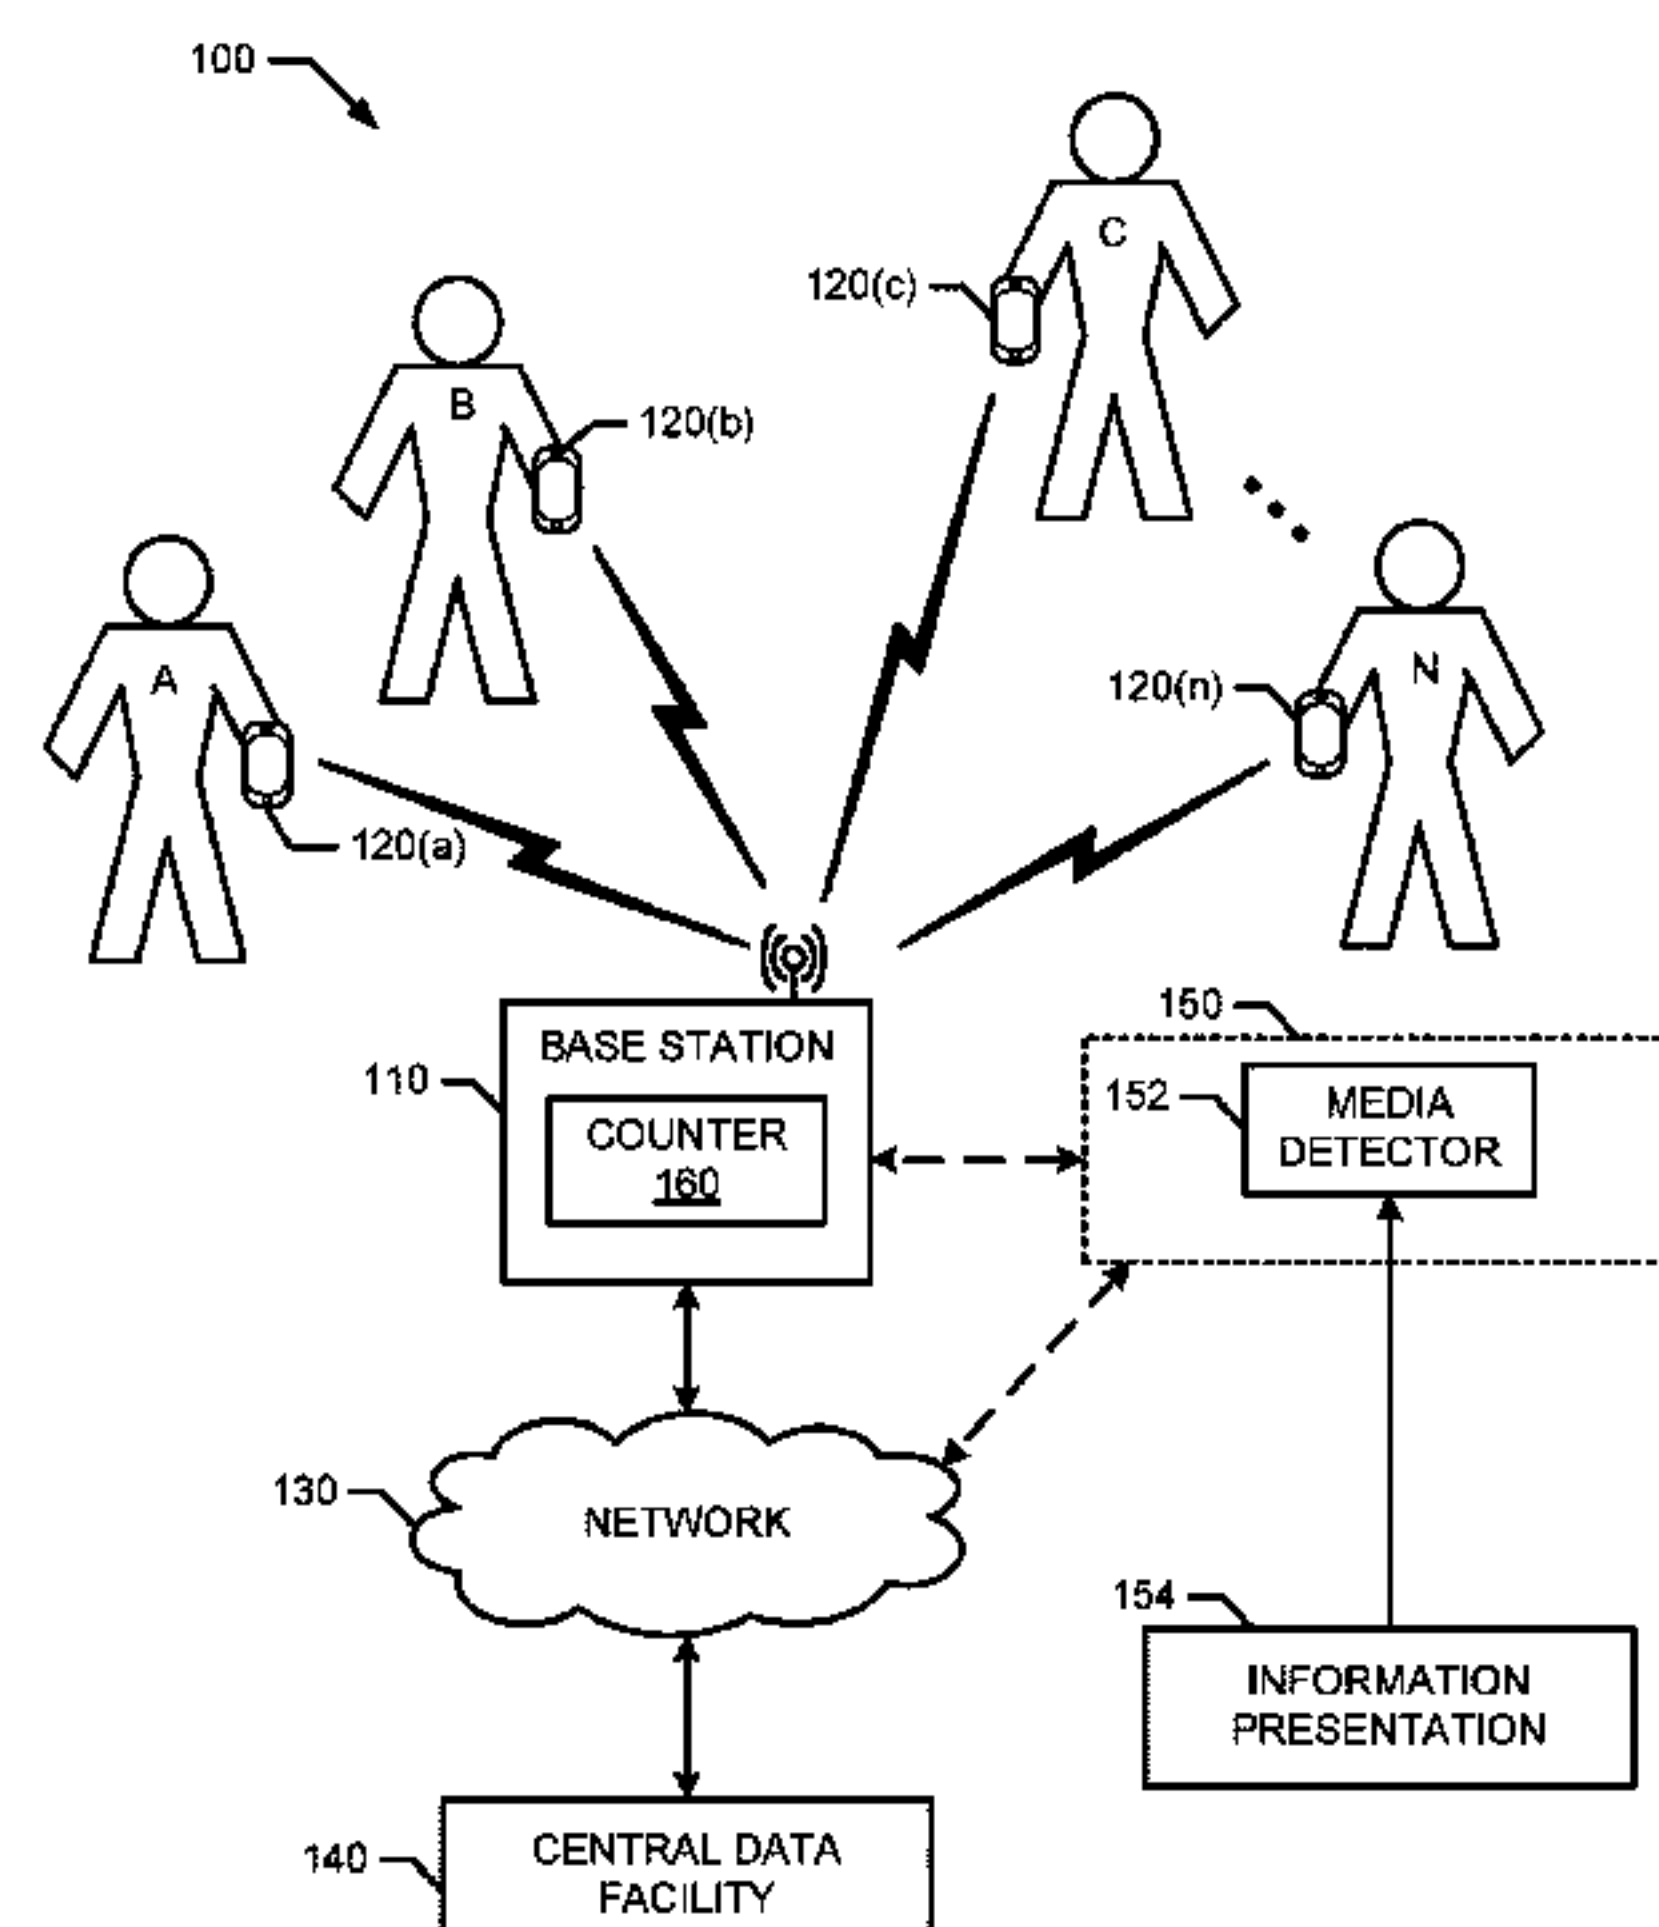 100
C
120(c)
B
120(b)
A
N
120(n)
120(a)
150
BASE STATION
110
152
MEDIA
DETECTOR
COUNTER
160
130
NETWORK
154
INFORMATION
PRESENTATION
140
CENTRAL DATA
FACILITY